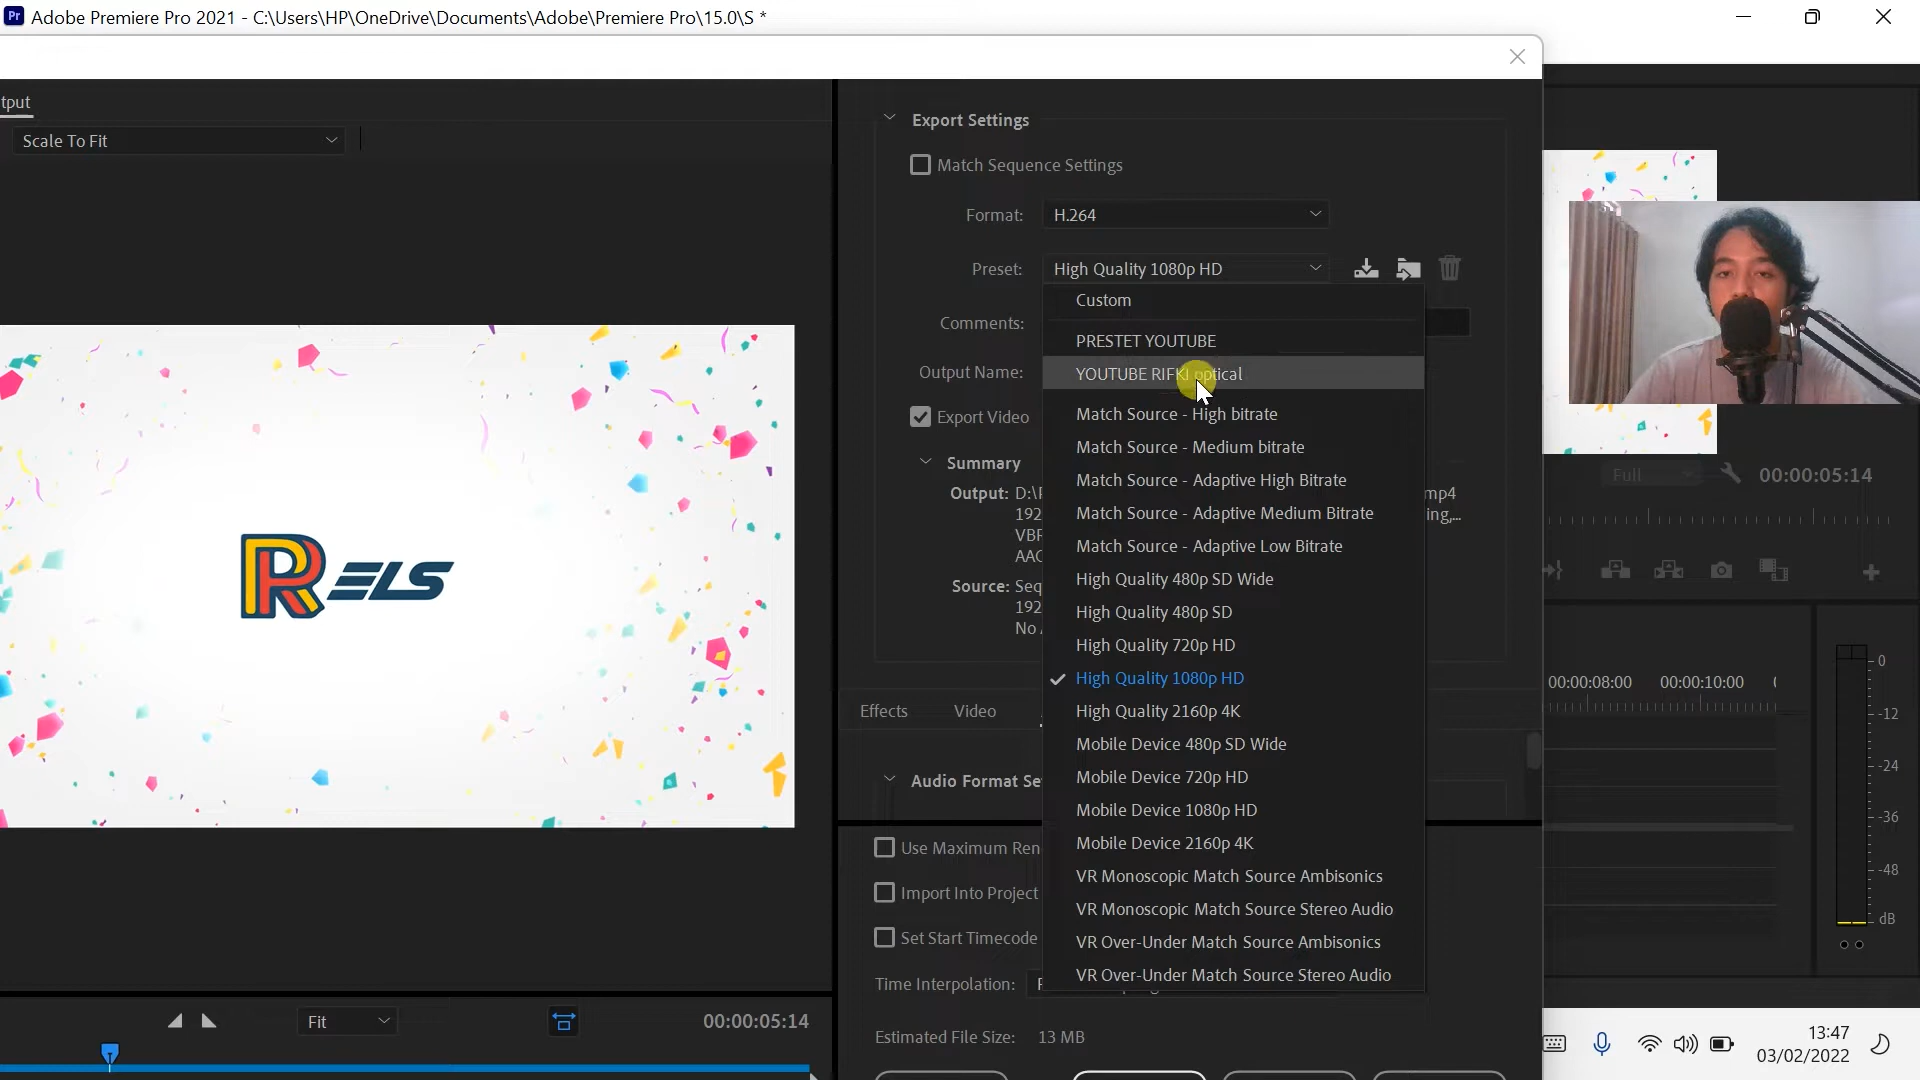 Pr Adobe Premiere Pro 2021 - C:\Users\HP\OneDrive\Documents\Adobe\Premiere Pro\15.0\S *
tput
Scale To Fit
RELS
Fit
00:00:05:14
Export Settings
Match Sequence Settings
Format: H.264
Preset: High Quality 1080p HD
Comments:
Output Name:
Export Video
Summary
Output: D:\
192
VBR
AAC
mp4
ing,...
Source: Seq
192
No
Custom
PRESTET YOUTUBE
YOUTUBE RIFKI optical
Match Source - High bitrate
Match Source - Medium bitrate
Match Source - Adaptive High Bitrate
Match Source - Adaptive Medium Bitrate
Match Source - Adaptive Low Bitrate
High Quality 480p SD Wide
High Quality 480p SD
High Quality 720p HD
High Quality 1080p HD
High Quality 2160p 4K
Mobile Device 480p SD Wide
Mobile Device 720p HD
Mobile Device 1080p HD
Mobile Device 2160p 4K
VR Monoscopic Match Source Ambisonics
VR Monoscopic Match Source Stereo Audio
VR Over-Under Match Source Ambisonics
VR Over-Under Match Source Stereo Audio
Effects Video
Audio Format Se
Use Maximum Ren
Import Into Project
Set Start Timecode
Time Interpolation:
Estimated File Size: 13 MB
Full 00:00:05:14
00:00:08:00 00:00:10:00
0
-12
-24
-36
-48
dB
13:47
03/02/2022